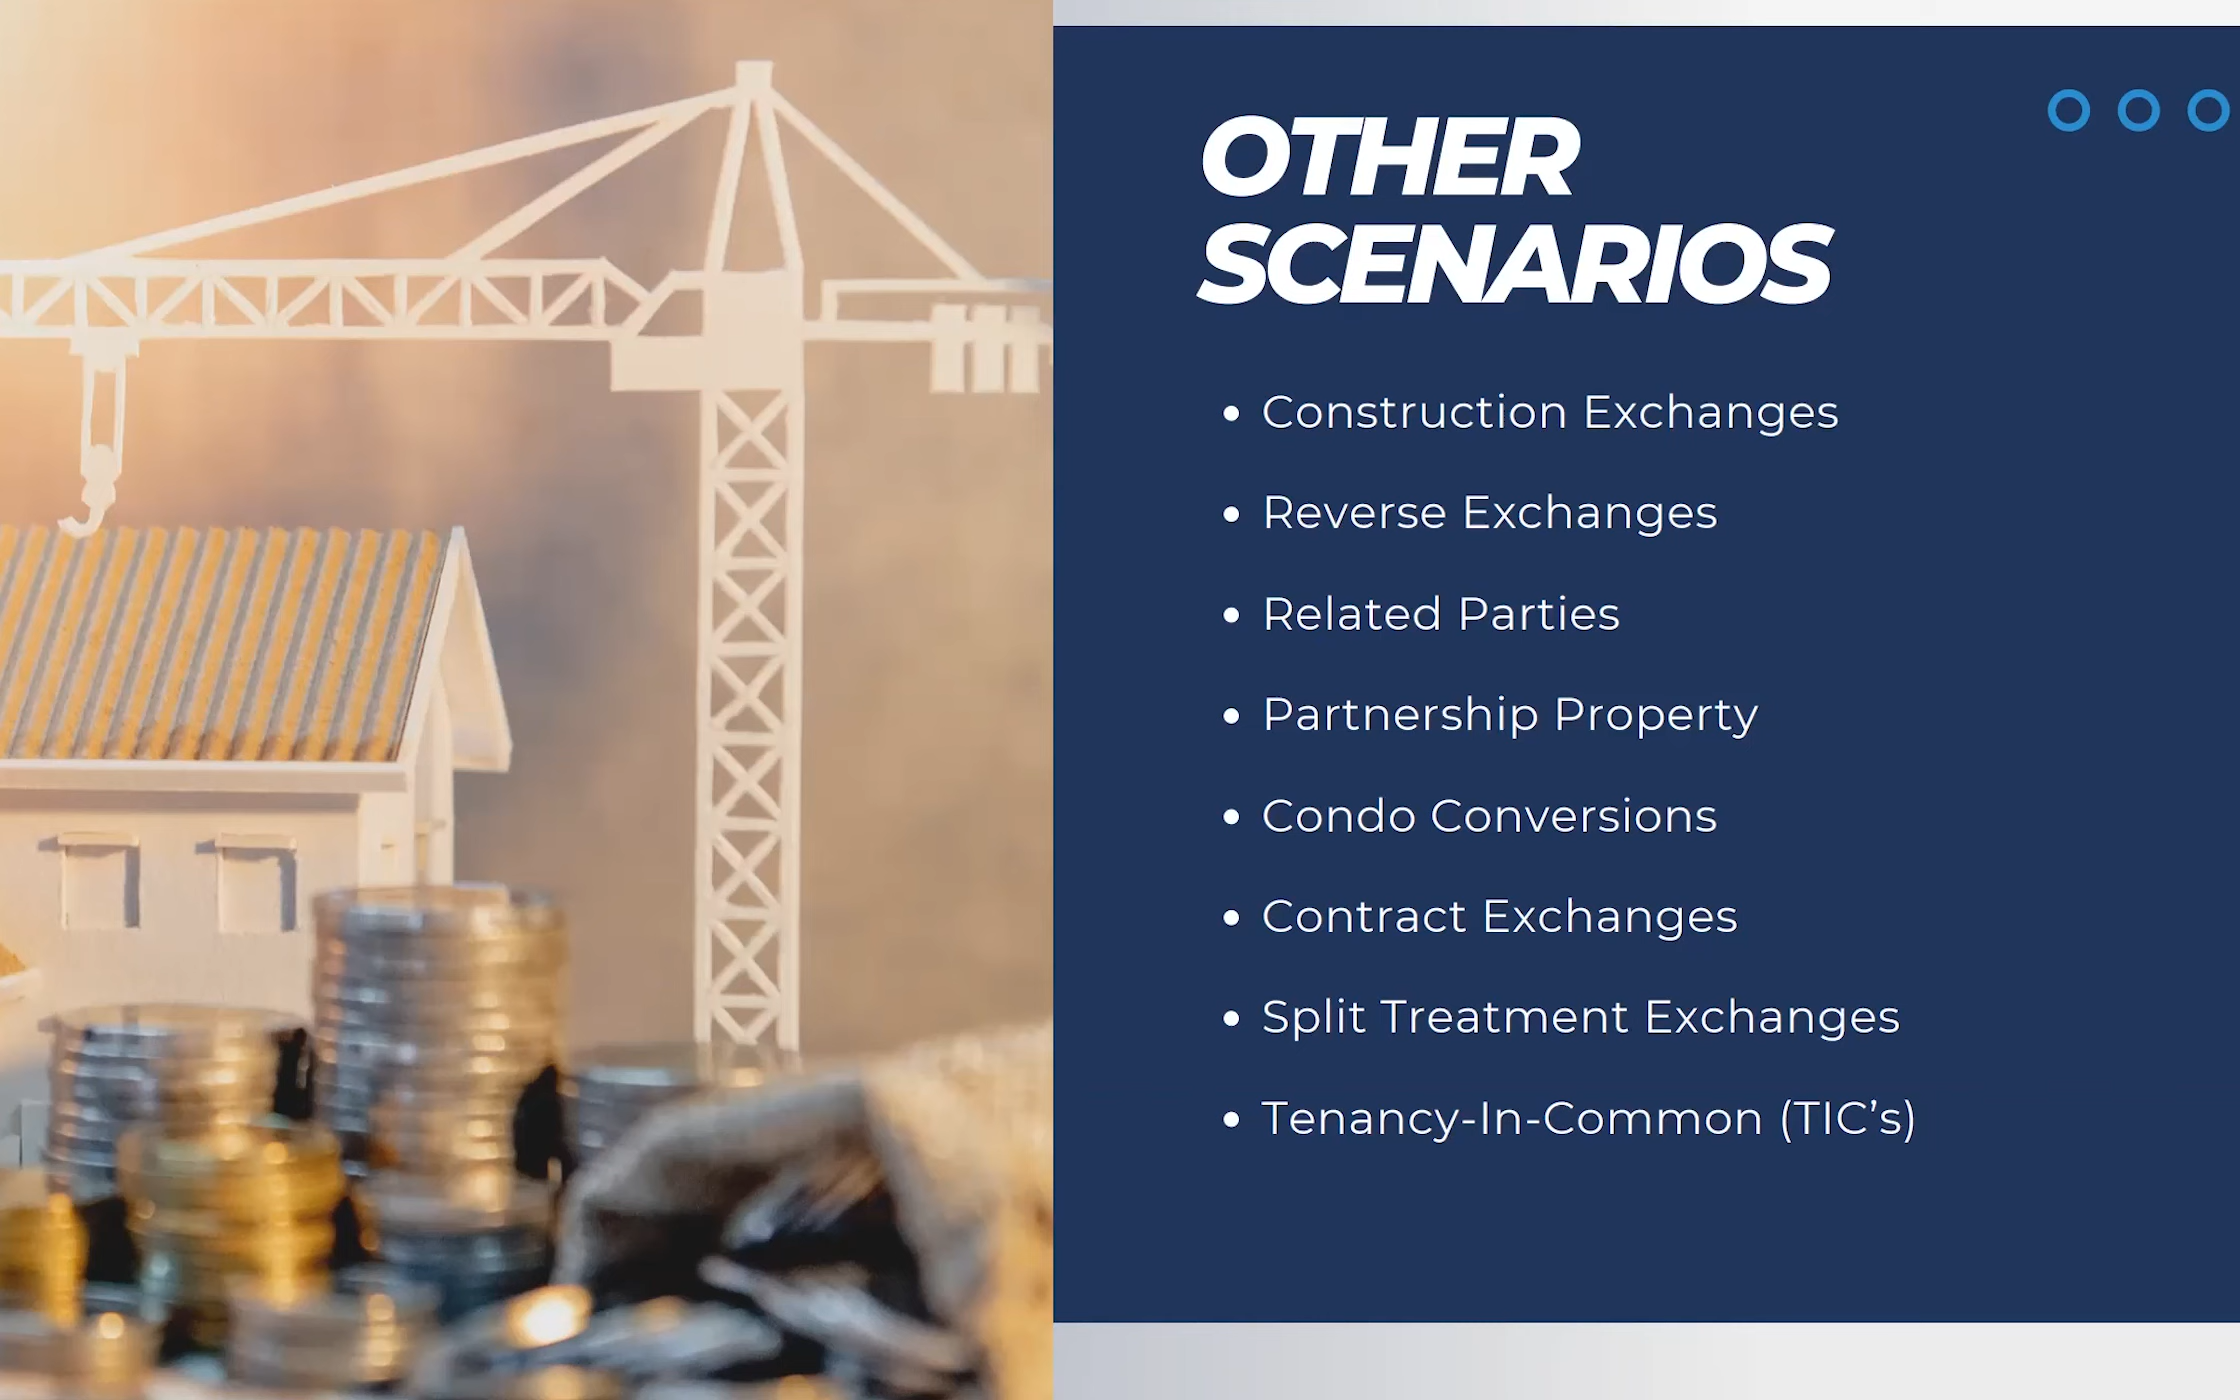 OTHER
SCENARIOS
• Construction Exchanges
• Reverse Exchanges
• Related Parties
• Partnership Property
• Condo Conversions
• Contract Exchanges
• Split Treatment Exchanges
• Tenancy-In-Common (TIC’s)